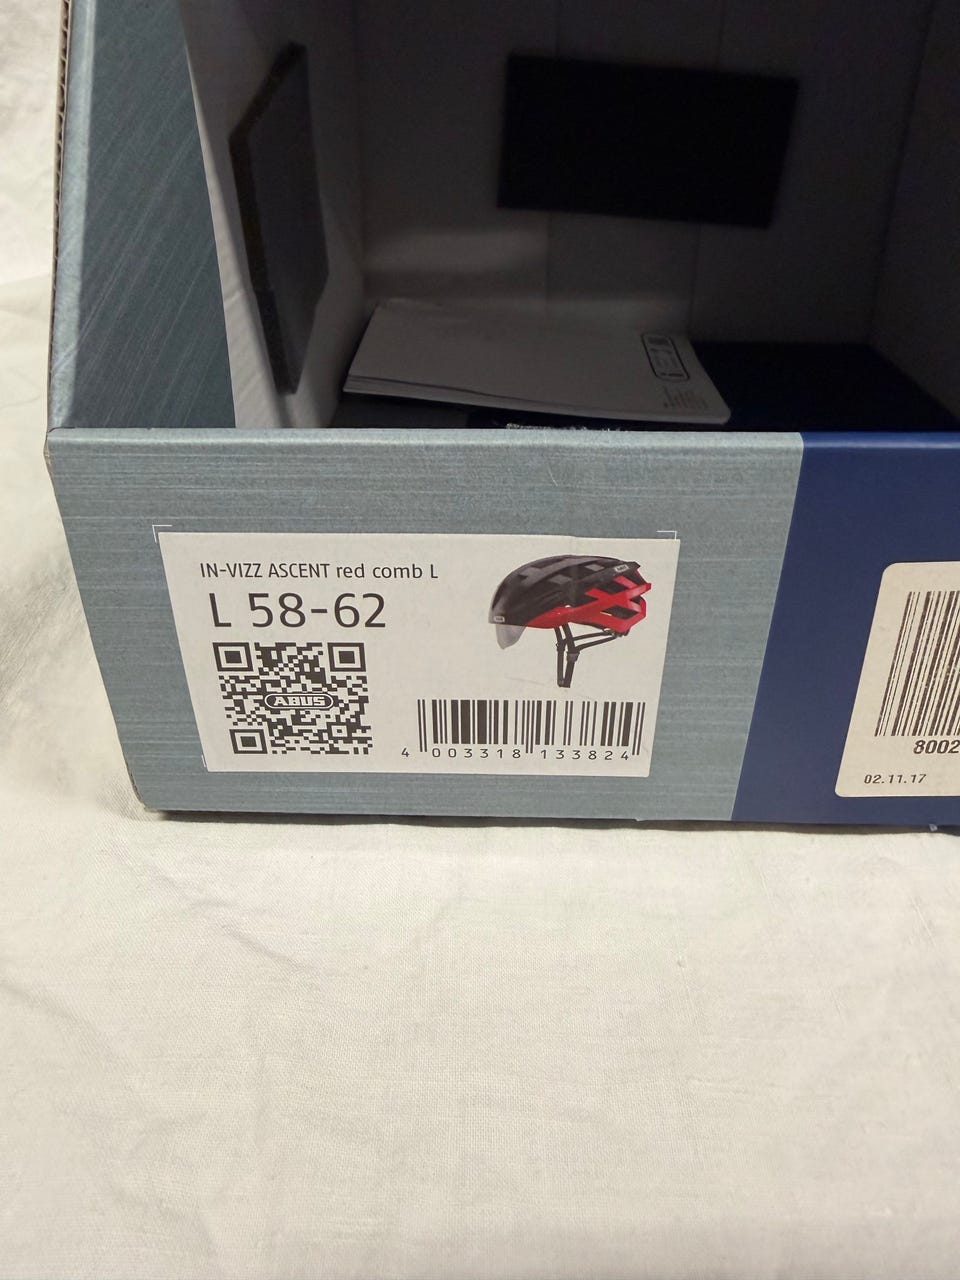 IN-VIZZ ASCENT red comb L
L 58-62
ABUS
4 003318 133824
8002
02.11.17